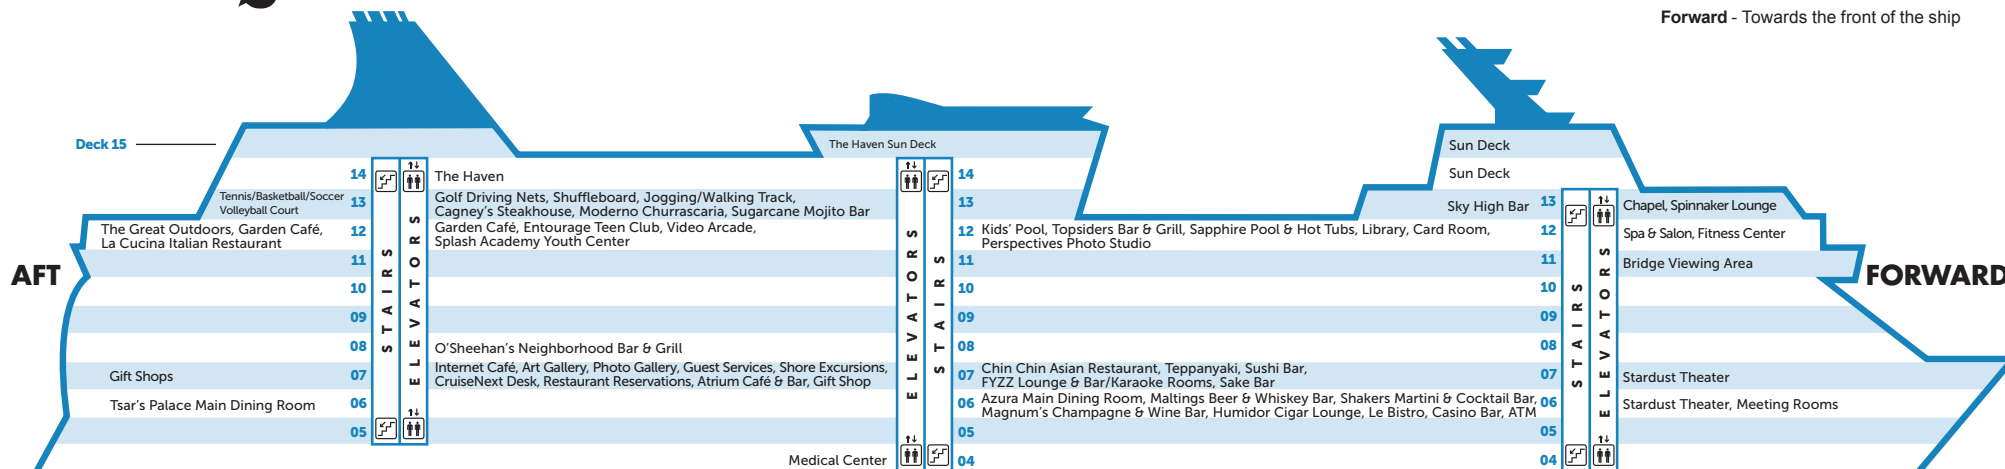 Forward - Towards the front of the ship
Deck 15
The Haven Sun Deck
Sun Deck
14
The Haven
14
Sun Deck
Tennis/Basketball/Soccer
Volleyball Court
13
Golf Driving Nets, Shuffleboard, Jogging/Walking Track,
Cagney's Steakhouse, Moderno Churrascaria, Sugarcane Mojito Bar
13
Sky High Bar
13
Chapel, Spinnaker Lounge
The Great Outdoors, Garden Café,
La Cucina Italian Restaurant
12
Garden Café, Entourage Teen Club, Video Arcade,
Splash Academy Youth Center
12
Kids' Pool, Topsiders Bar & Grill, Sapphire Pool & Hot Tubs, Library, Card Room,
Perspectives Photo Studio
12
Spa & Salon, Fitness Center
AFT
11
11
11
Bridge Viewing Area
FORWARD
10
10
10
09
09
09
08
O'Sheehan's Neighborhood Bar & Grill
08
08
Gift Shops
07
Internet Café, Art Gallery, Photo Gallery, Guest Services, Shore Excursions,
CruiseNext Desk, Restaurant Reservations, Atrium Café & Bar, Gift Shop
07
Chin Chin Asian Restaurant, Teppanyaki, Sushi Bar,
FYZZ Lounge & Bar/Karaoke Rooms, Sake Bar
07
Stardust Theater
Tsar's Palace Main Dining Room
06
06
Azura Main Dining Room, Maltings Beer & Whiskey Bar, Shakers Martini & Cocktail Bar,
Magnum's Champagne & Wine Bar, Humidor Cigar Lounge, Le Bistro, Casino Bar, ATM
06
Stardust Theater, Meeting Rooms
05
05
05
Medical Center
04
04
STAIRS
ELEVATORS
ELEVATORS
STAIRS
STAIRS
ELEVATORS